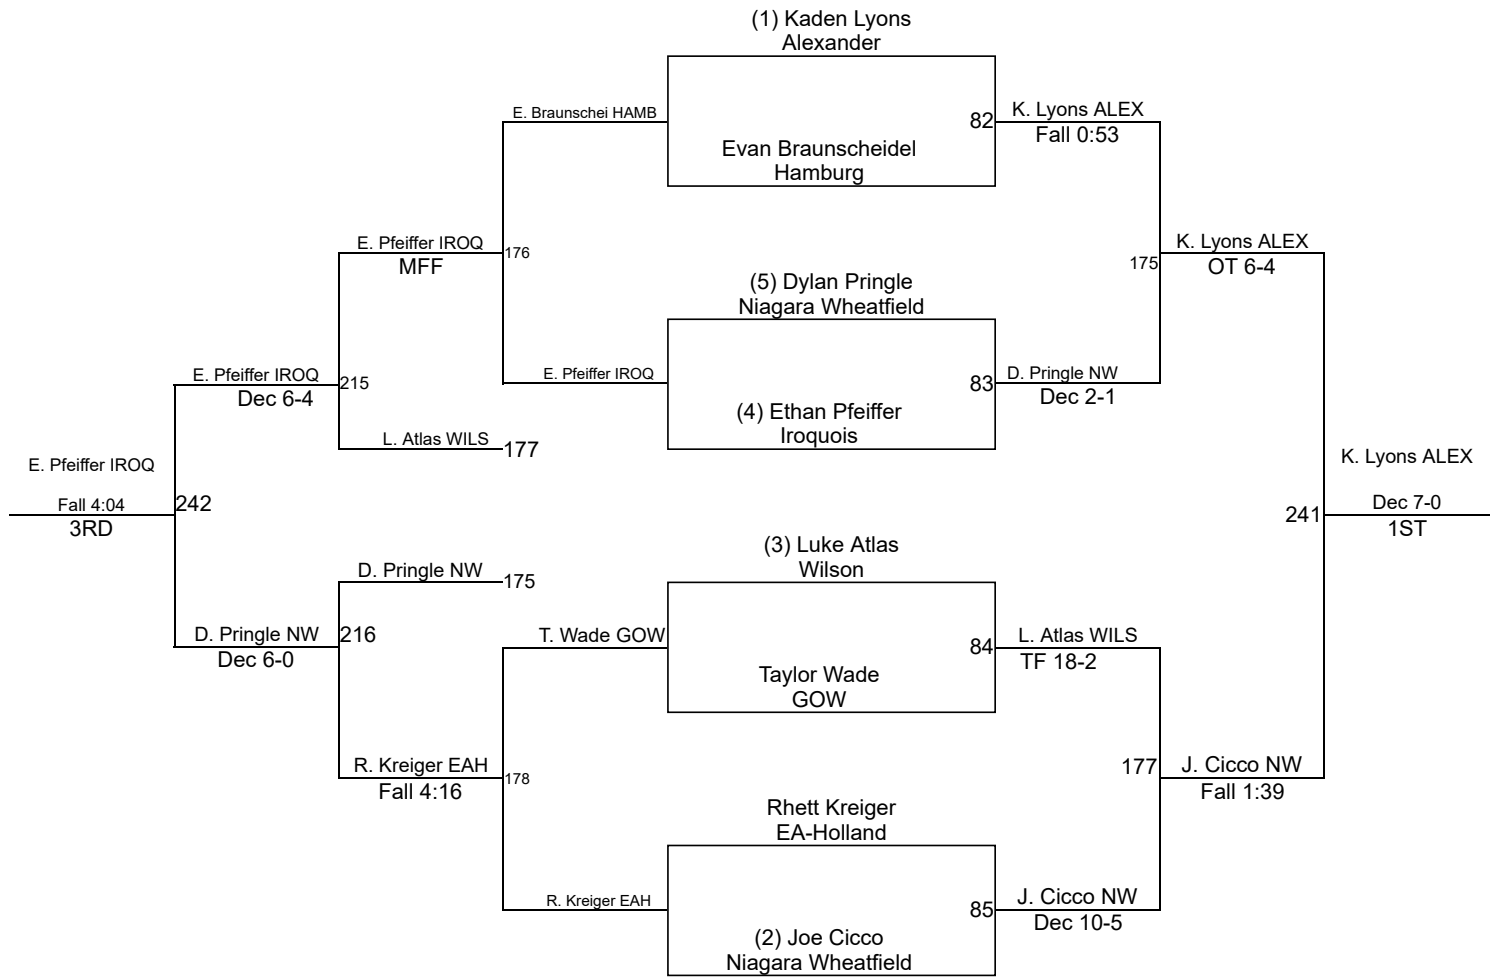 (1) Kaden Lyons
Alexander
E. Braunschei HAMB
82
K. Lyons ALEX
Fall 0:53
Evan Braunscheidel
Hamburg
E. Pfeiffer IROQ
MFF
176
K. Lyons ALEX
175
OT 6-4
(5) Dylan Pringle
Niagara Wheatfield
E. Pfeiffer IROQ
Dec 6-4
215
E. Pfeiffer IROQ
83
D. Pringle NW
Dec 2-1
(4) Ethan Pfeiffer
Iroquois
L. Atlas WILS
177
E. Pfeiffer IROQ
Fall 4:04
3RD
242
K. Lyons ALEX
241
Dec 7-0
1ST
(3) Luke Atlas
Wilson
D. Pringle NW
175
D. Pringle NW
Dec 6-0
216
T. Wade GOW
84
L. Atlas WILS
TF 18-2
Taylor Wade
GOW
R. Kreiger EAH
Fall 4:16
178
177
J. Cicco NW
Fall 1:39
Rhett Kreiger
EA-Holland
R. Kreiger EAH
85
J. Cicco NW
Dec 10-5
(2) Joe Cicco
Niagara Wheatfield